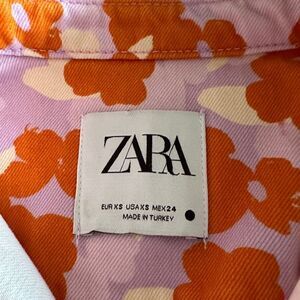 ZARA
EUR XS USA XS MEX 24
MADE IN TURKEY